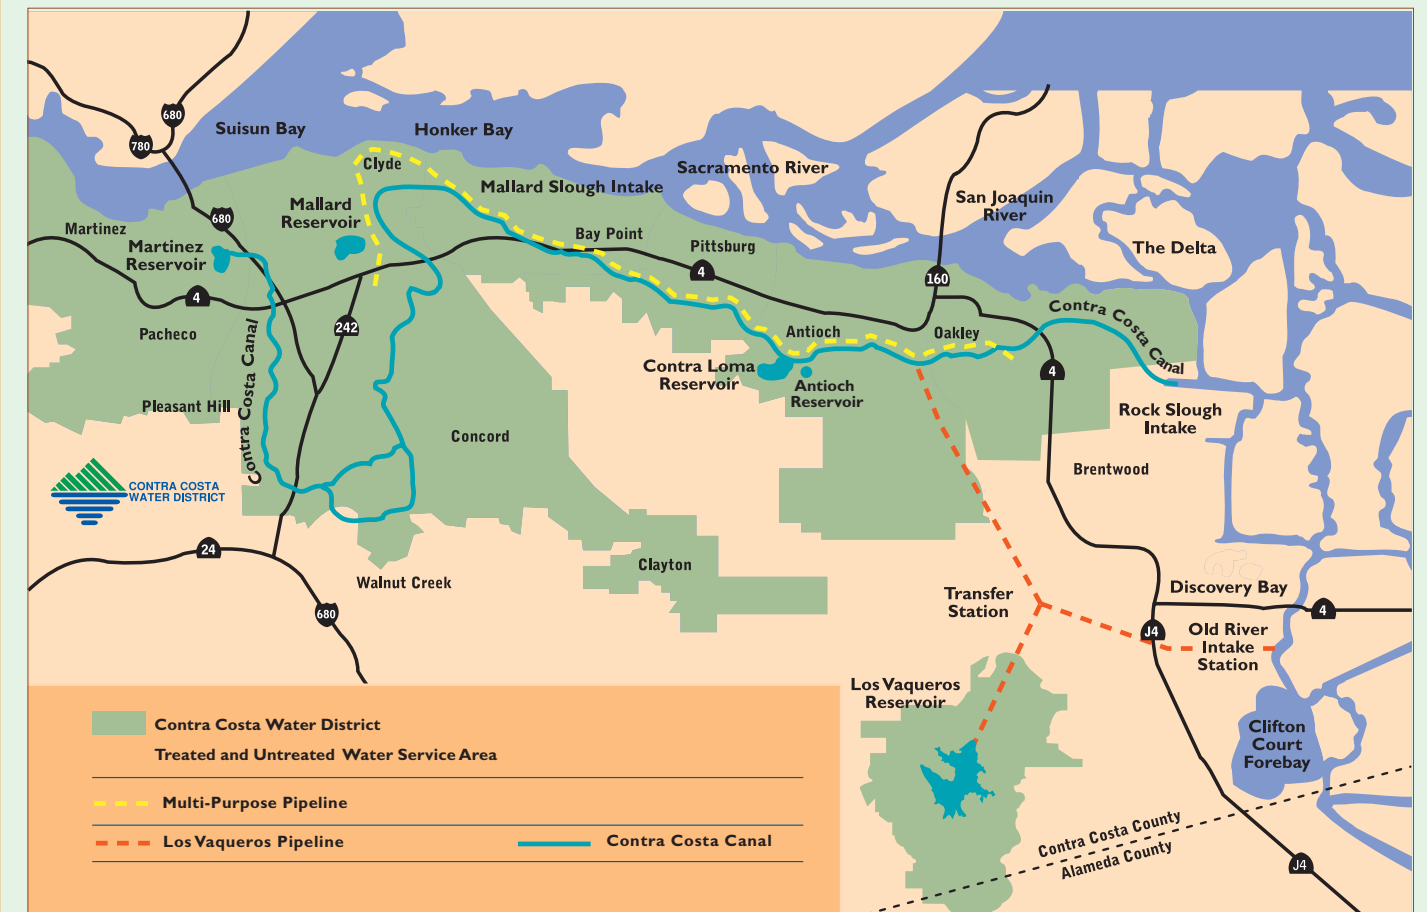 680
780
Suisun Bay
Honker Bay
Clyde
Sacramento River
Mallard Slough Intake
Mallard
Reservoir
680
Martinez
Martinez
Reservoir
Bay Point
Pittsburg
San Joaquin
River
The Delta
4
4
160
242
Pacheco
Contra Costa Canal
Antioch
Oakley
Contra Costa Canal
Contra Loma
Reservoir
Antioch
Reservoir
4
Pleasant Hill
Rock Slough
Intake
Concord
Brentwood
CONTRA COSTA
WATER DISTRICT
24
Walnut Creek
Clayton
680
Transfer
Station
Discovery Bay
4
J4
Old River
Intake
Station
Los Vaqueros
Reservoir
Clifton
Court
Forebay
Contra Costa County
Alameda County
J4
Contra Costa Water District
Treated and Untreated Water Service Area
Multi-Purpose Pipeline
Los Vaqueros Pipeline
Contra Costa Canal